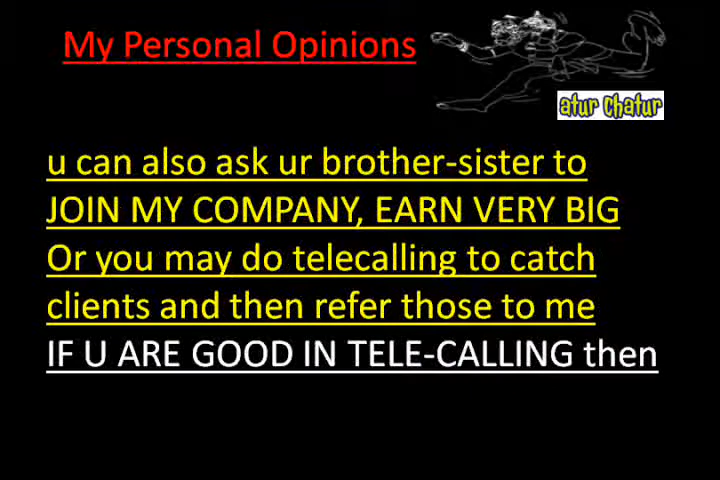 My Personal Opinions
atur chatur
u can also ask ur brother-sister to
JOIN MY COMPANY, EARN VERY BIG
Or you may do telecalling to catch
clients and then refer those to me
IF U ARE GOOD IN TELE-CALLING then